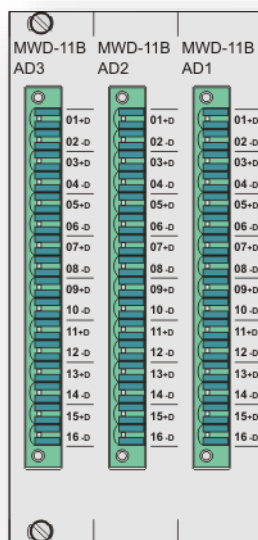 MWD-11B MWD-11B MWD-11B
AD3 AD2 AD1
01+D 01+D 01+D
02-D 02-D 02-D
03+D 03+D 03+D
04-D 04-D 04-D
05+D 05+D 05+D
06-D 06-D 06-D
07+D 07+D 07+D
08-D 08-D 08-D
09+D 09+D 09+D
10-D 10-D 10-D
11+D 11+D 11+D
12-D 12-D 12-D
13+D 13+D 13+D
14-D 14-D 14-D
15+D 15+D 15+D
16-D 16-D 16-D